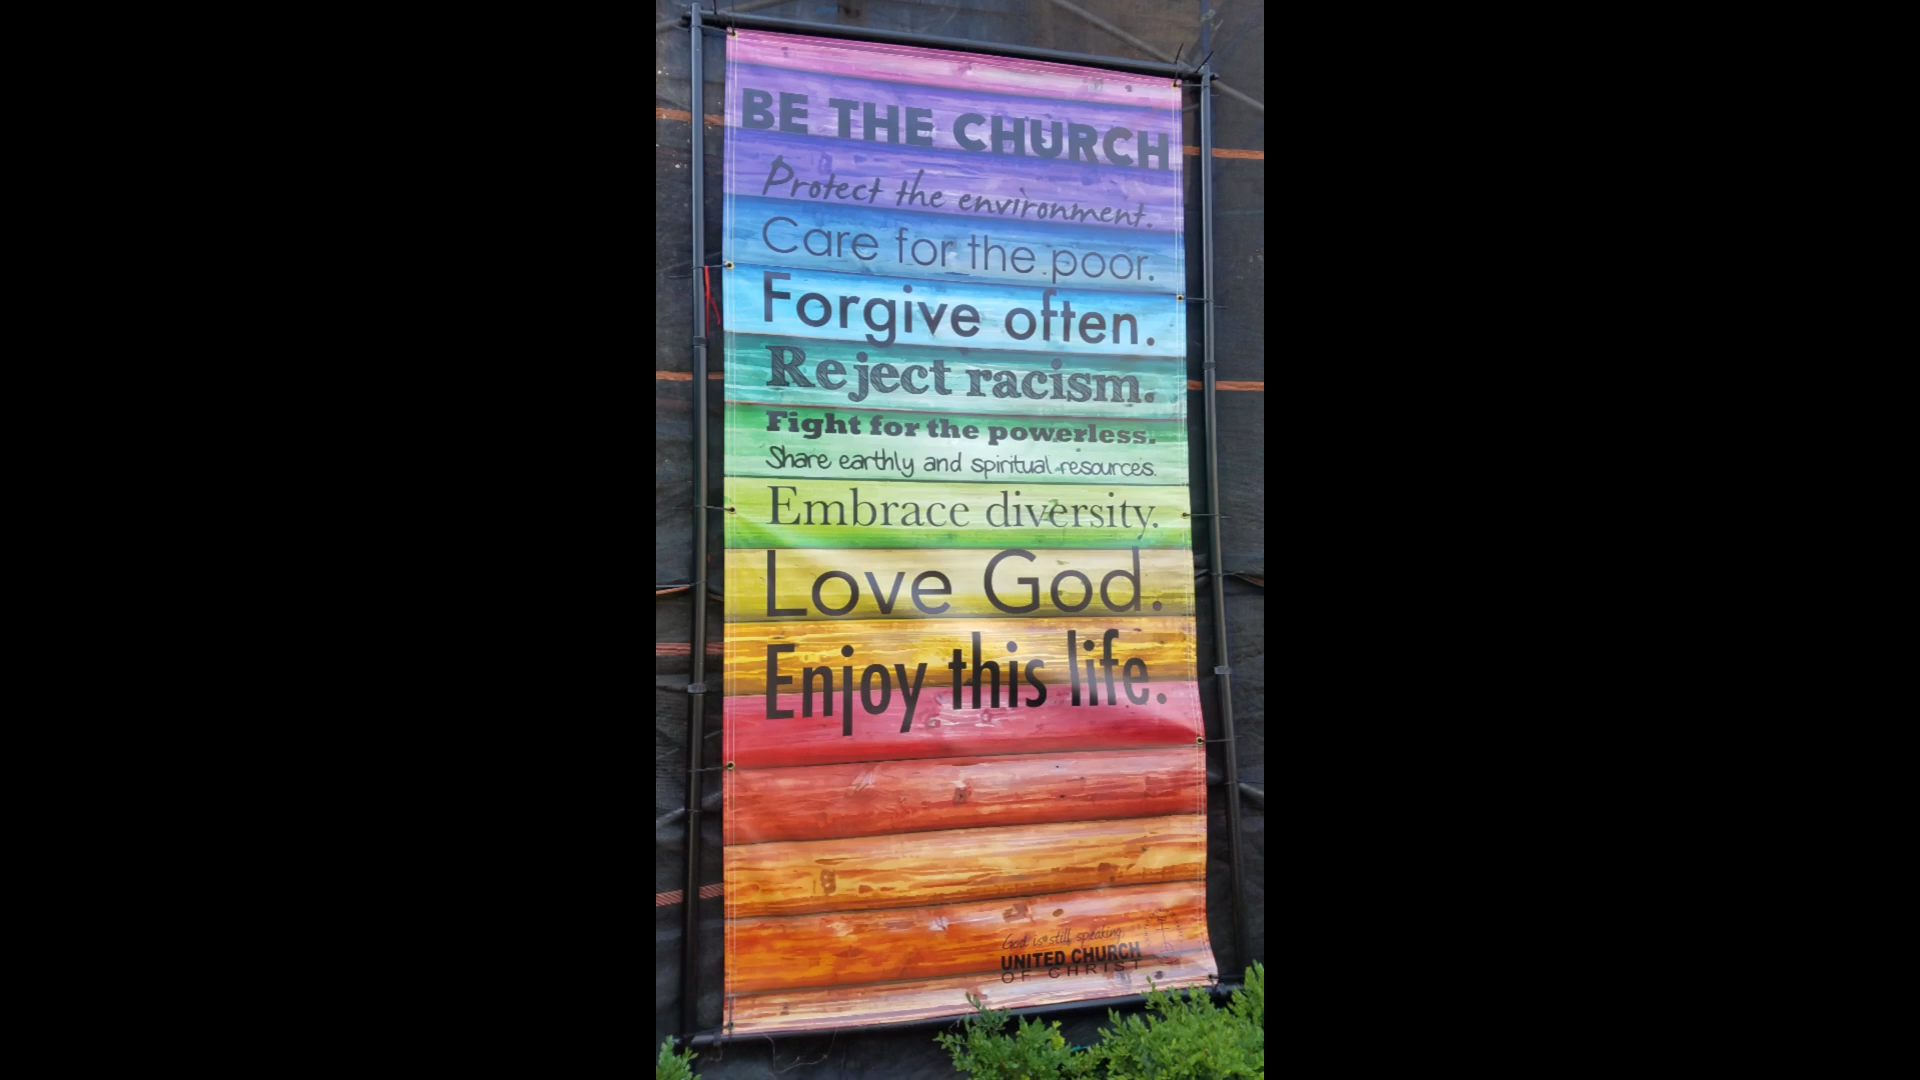 BE THE CHURCH
Protect the environment.
Care for the poor.
Forgive often.
Reject racism.
Fight for the powerless.
Share earthly and spiritual resources.
Embrace diversity.
Love God.
Enjoy this life.
God is still speaking,
UNITED CHURCH
OF CHRIST